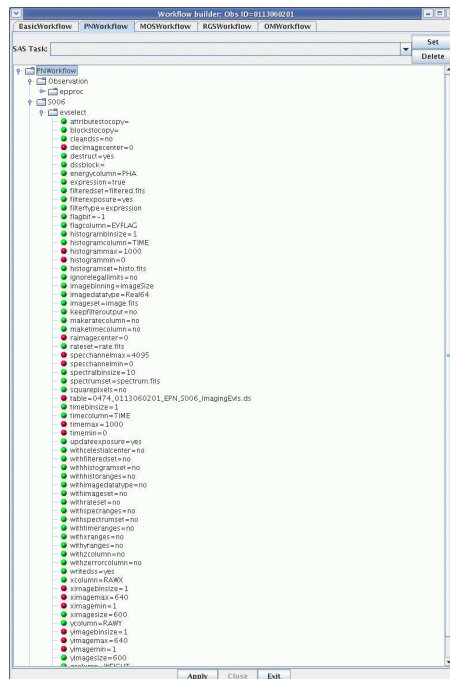 Workflow builder: Obs ID=0113060201
BasicWorkflow PNWorkflow MOSWorkflow RGSWorkflow OMWorkflow
SAS Task:
Set
Delete
PNWorkflow
Observation
epproc
S006
evselect
attributestocopy=
blockstocopy=
cleandss=no
decimagecenter=0
destruct=yes
dssblock=
energycolumn=PHA
expression=true
filteredset=filtered.fits
filterexposure=yes
filtertype=expression
flagbit=-1
flagcolumn=EVFLAG
histogrambinsize=1
histogramcolumn=TIME
histogrammax=1000
histogrammin=0
histogramset=histo.fits
ignorelegallimits=no
imagebinning=imageSize
imagedatatype=Real64
imageset=image.fits
keepfilteroutput=no
makeratecolumn=no
maketimecolumn=no
raimagecenter=0
rateset=rate.fits
specchannelmax=4095
specchannelmin=0
spectralbinsize=10
spectrumset=spectrum.fits
squarepixels=no
table=0474_0113060201_EPN_S006_ImagingEvts.ds
timebinsize=1
timecolumn=TIME
timemax=1000
timemin=0
updateexposure=yes
withcelestialcenter=no
withfilteredset=no
withhistogramset=no
withhistoranges=no
withimagedatatype=no
withimageset=no
withrateset=no
withspecranges=no
withspectrumset=no
withtimeranges=no
withxranges=no
withyranges=no
withzcolumn=no
withzerrorcolumn=no
writedss=yes
xcolumn=RAWX
ximagebinsize=1
ximagemax=640
ximagemin=1
ximagesize=600
ycolumn=RAWY
yimagebinsize=1
yimagemax=640
yimagemin=1
yimagesize=600
Apply Close Exit